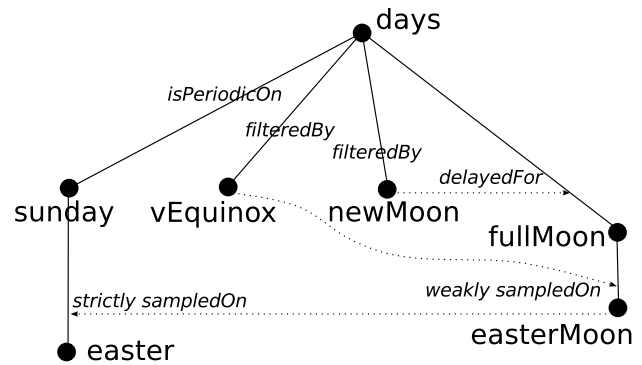 days
isPeriodicOn
filteredBy
filteredBy
delayedFor
sunday
vEquinox
newMoon
fullMoon
weakly sampledOn
strictly sampledOn
easterMoon
easter